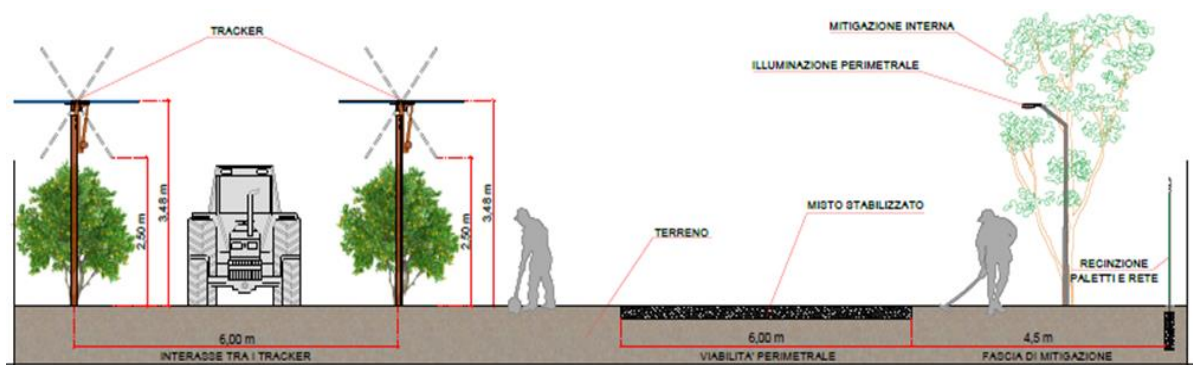 TRACKER
MITIGAZIONE INTERNA
ILLUMINAZIONE PERIMETRALE
2,50 m
3,48 m
2,50 m
3,48 m
MISTO STABILIZZATO
TERRENO
RECINZIONE
PALETTI E RETE
6,00 m
6,00 m
4,5 m
INTERASSE TRA I TRACKER
VIABILITA' PERIMETRALE
FASCIA DI MITIGAZIONE